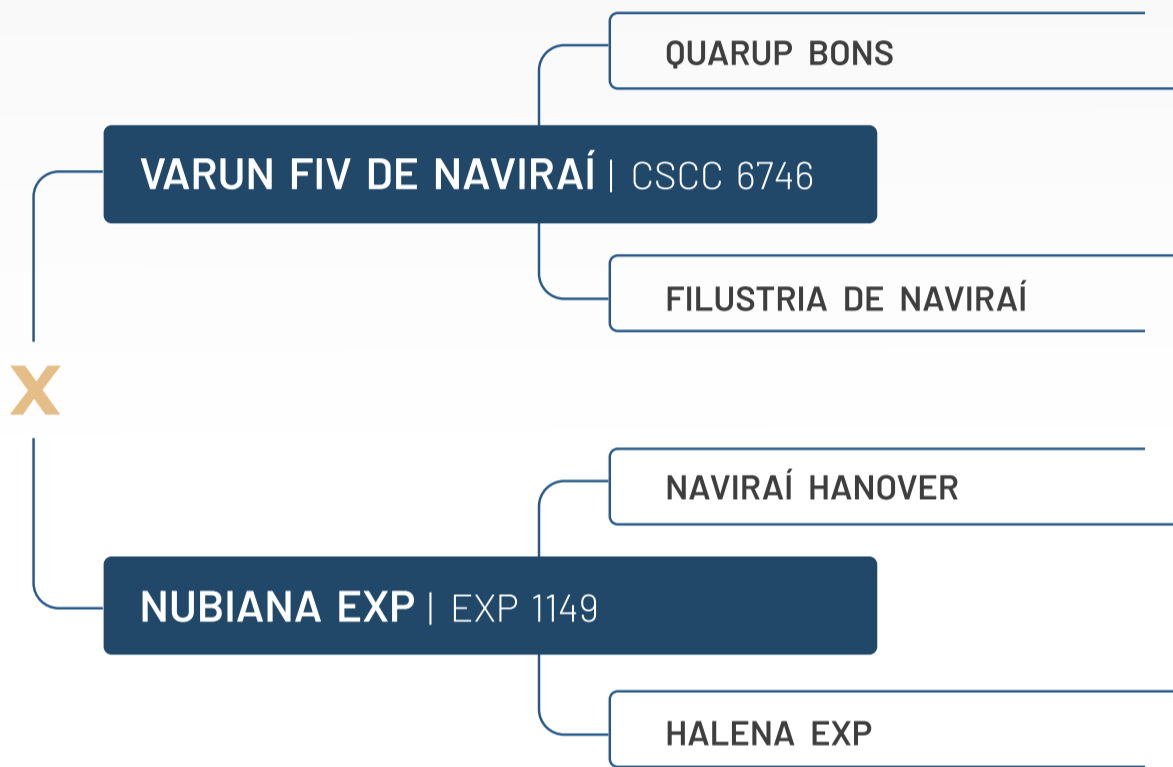 QUARUP BONS
VARUN FIV DE NAVIRAÍ | CSCC 6746
FILUSTRIA DE NAVIRAÍ
X
NAVIRAÍ HANOVER
NUBIANA EXP | EXP 1149
HALENA EXP